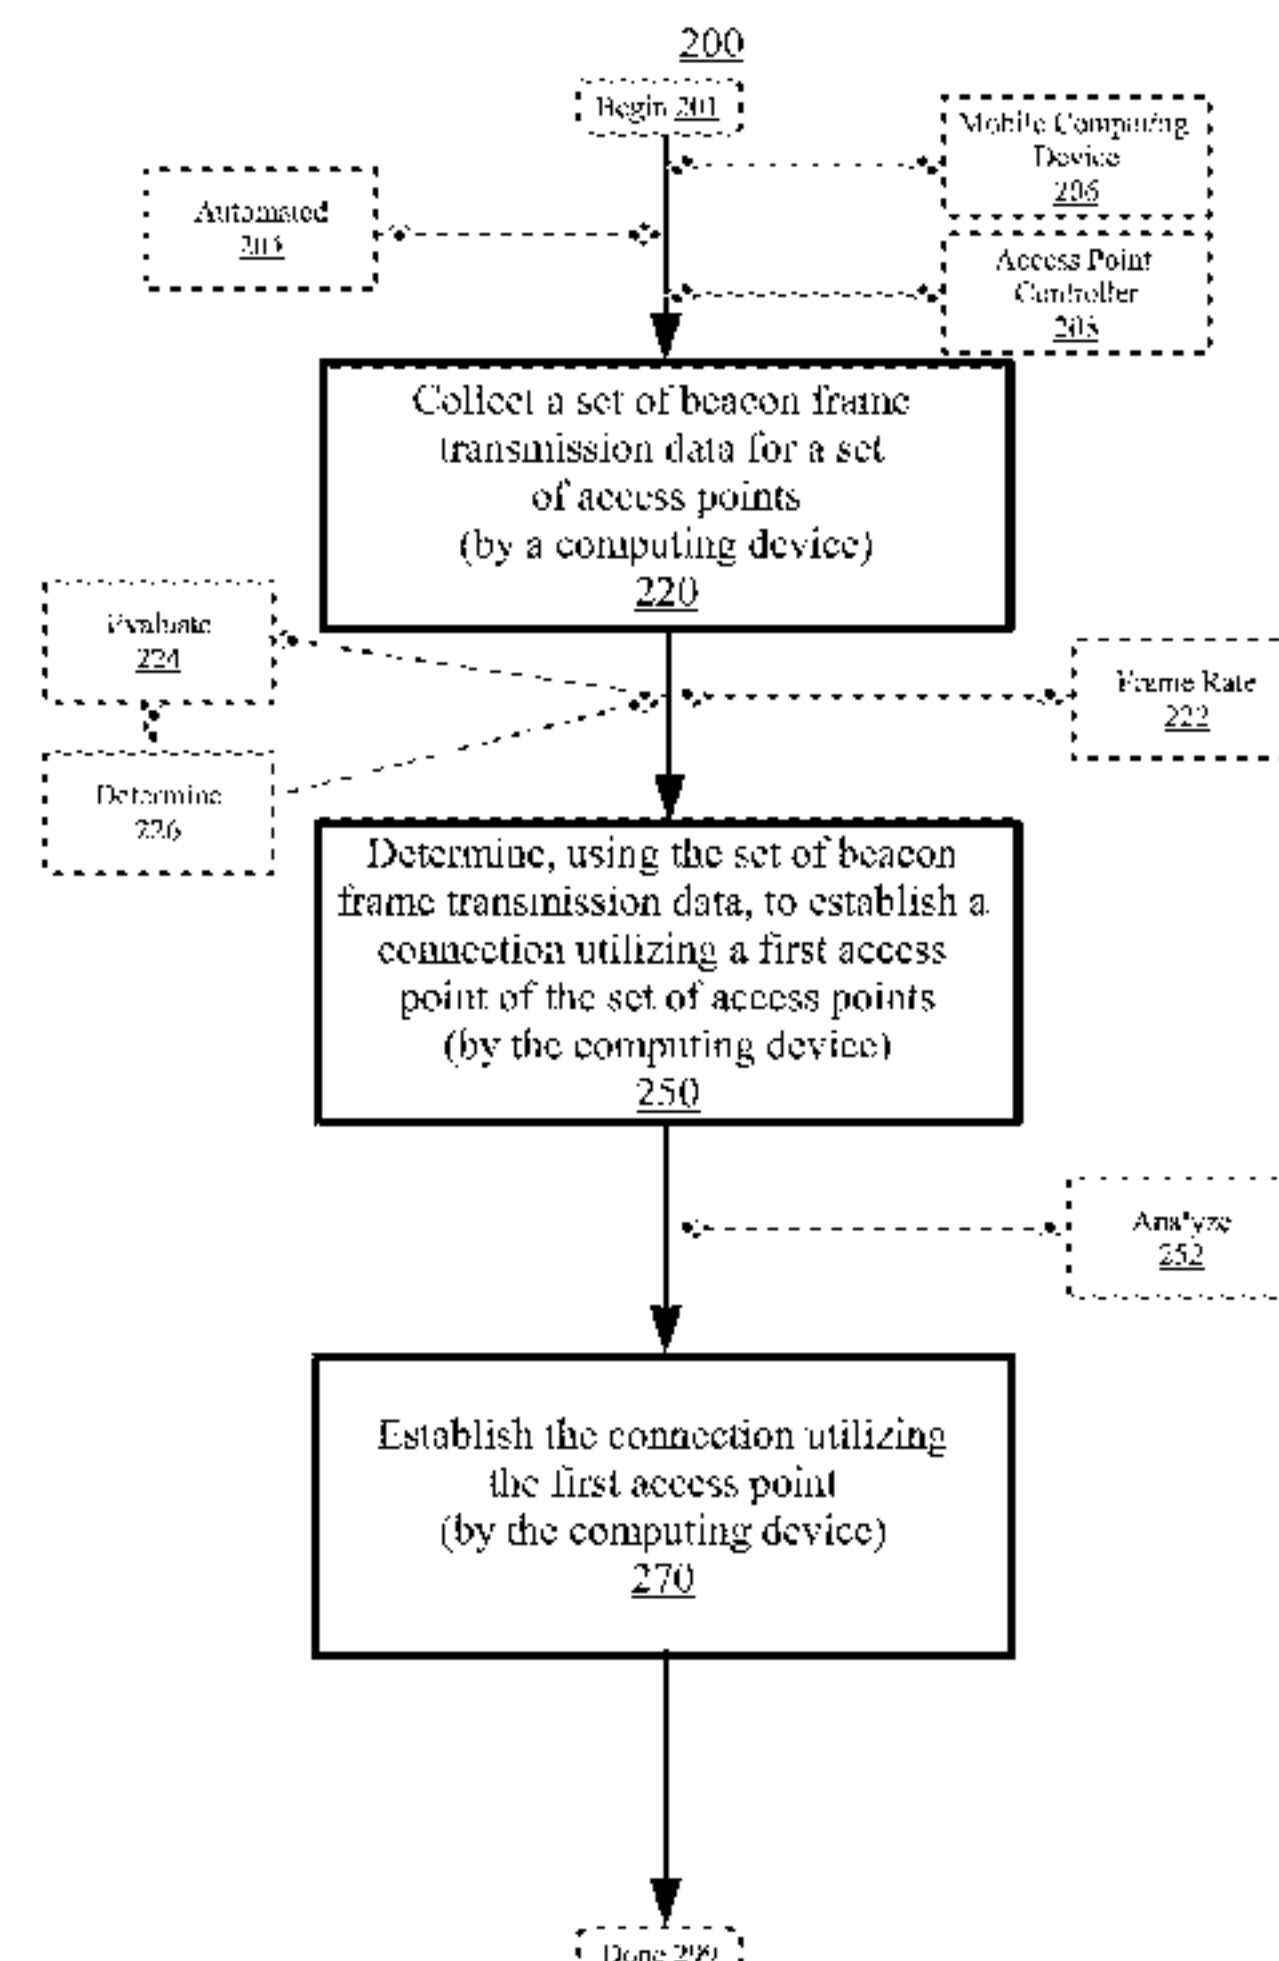 200
Begin 201
Mobile Computing
Device
206
Automated
Access Point
Controller
Collect a set of beacon frame
transmission data for a set
of access points
(by a computing device)
220
Evaluate
224
Frame Rate
222
Determine
226
Determine, using the set of beacon
frame transmission data, to establish a
connection utilizing a first access
point of the set of access points
(by the computing device)
250
Analyze
252
Establish the connection utilizing
the first access point
(by the computing device)
270
Done 299